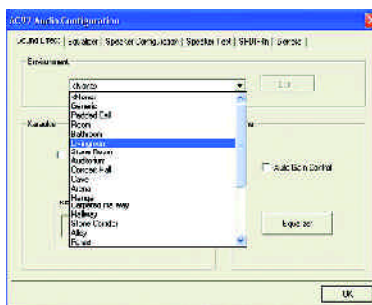 AC97 Audio Configuration
Sound Effect | Equalizer | Speaker Configuration | Speaker Test | S/PDIF-In | General
Environment
<None>
Edit
<None>
Generic
Padded Cell
Room
Bathroom
Livingroom
Stone Room
Auditorium
Concert Hall
Cave
Arena
Hangar
Carpeted Hallway
Hallway
Stone Corridor
Alley
Forest
Karaoke
Auto Gain Control
Equalizer
OK